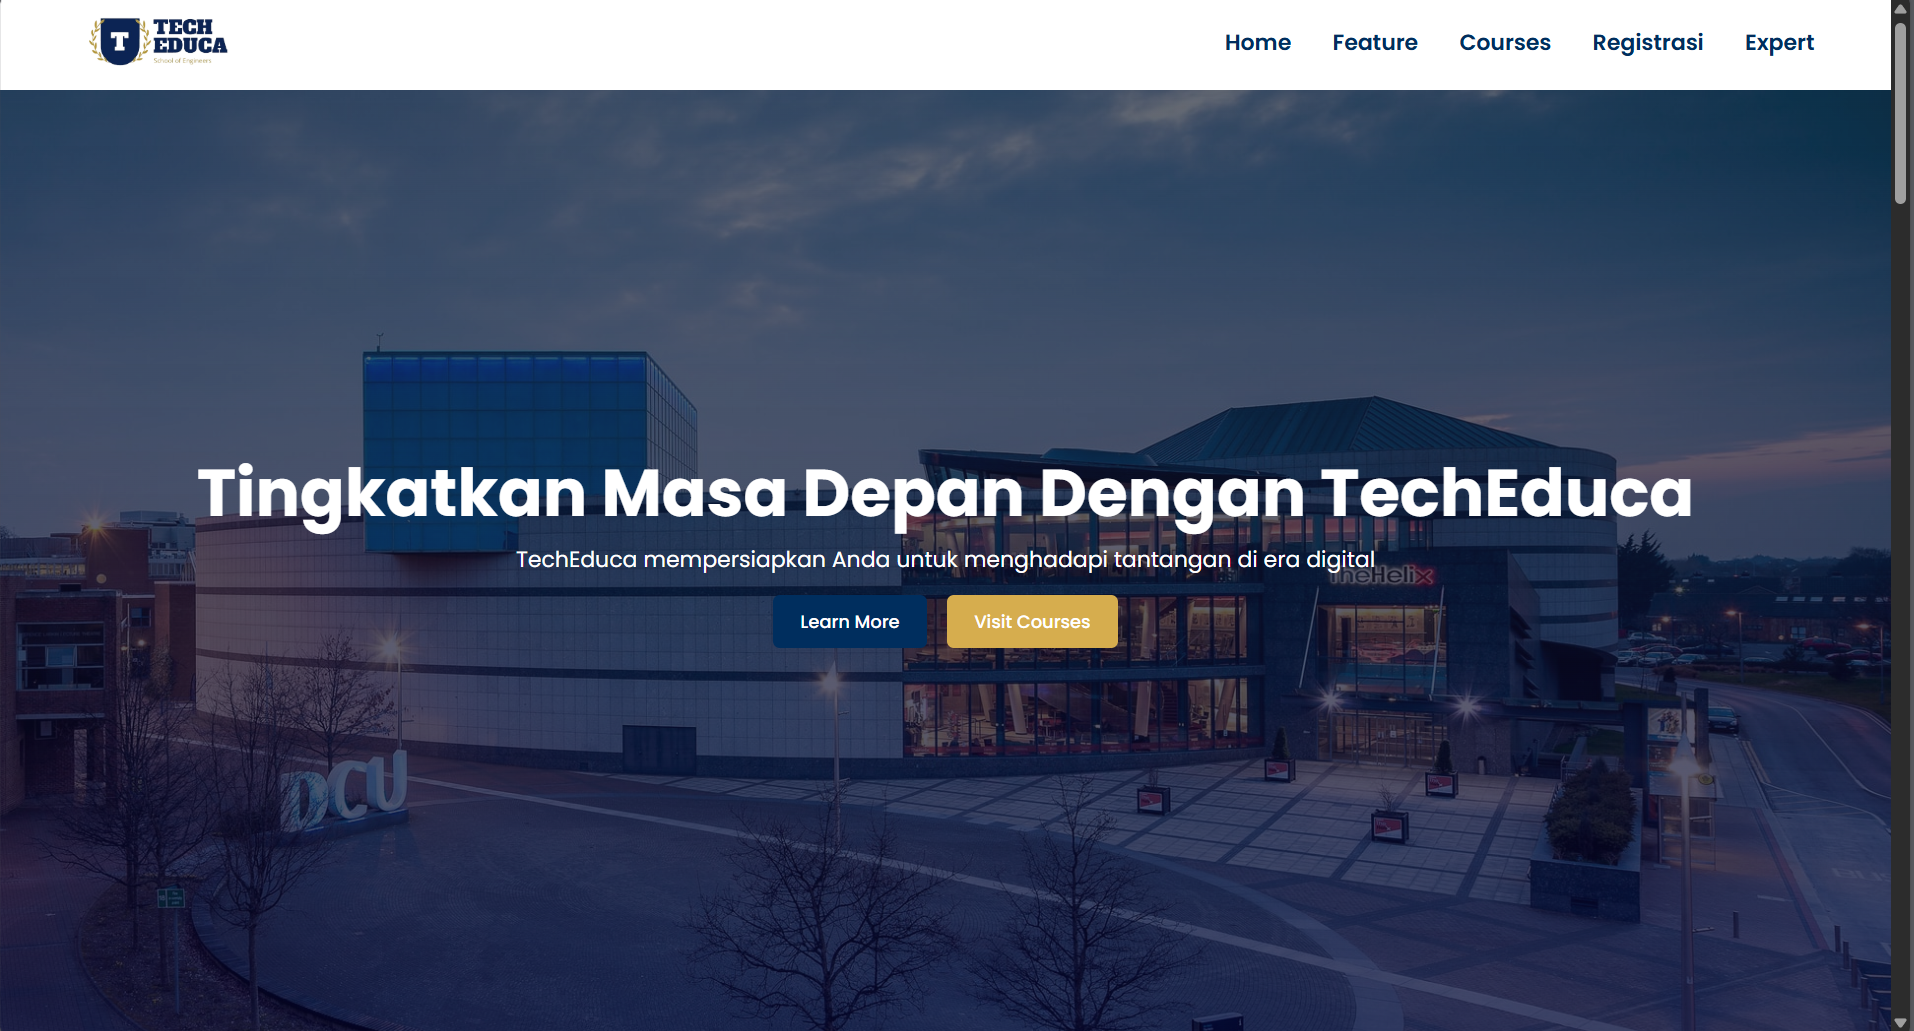 TECH
EDUCA
School of Engineers
T
Home
Feature
Courses
Registrasi
Expert
Tingkatkan Masa Depan Dengan TechEduca
TechEduca mempersiapkan Anda untuk menghadapi tantangan di era digital
TheHelix
Learn More
Visit Courses
DCU